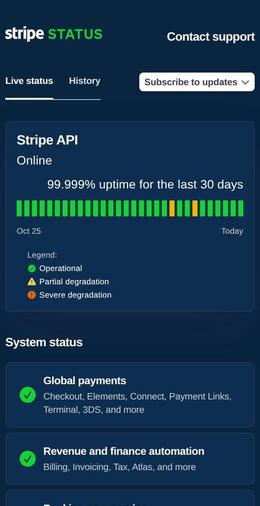 stripe STATUS
Contact support
Live status
History
Subscribe to updates
Stripe API
Online
99.999% uptime for the last 30 days
Oct 25
Today
Legend:
Operational
Partial degradation
Severe degradation
System status
Global payments
Checkout, Elements, Connect, Payment Links,
Terminal, 3DS, and more
Revenue and finance automation
Billing, Invoicing, Tax, Atlas, and more